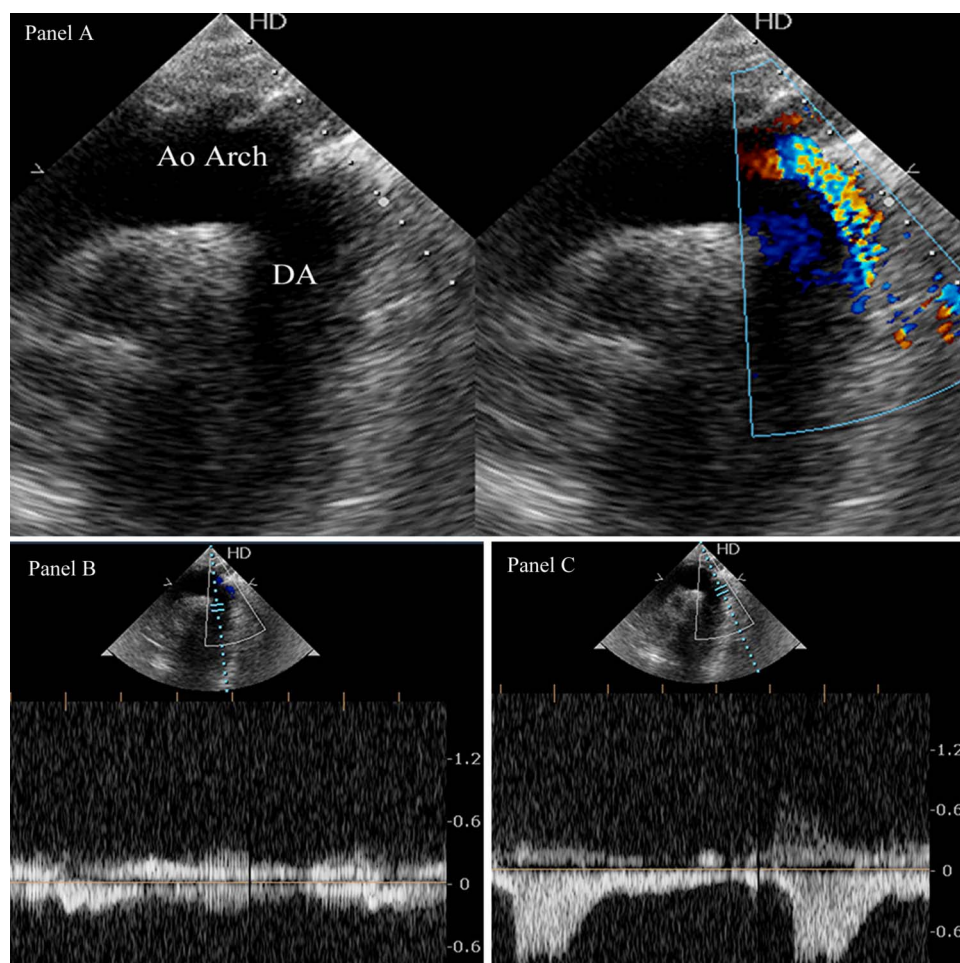 Panel A
HD
HD
Ao Arch
DA
Panel B
HD
-1.2
-0.6
- 0
-0.6
Panel C
HD
-1.2
-0.6
- 0
-0.6